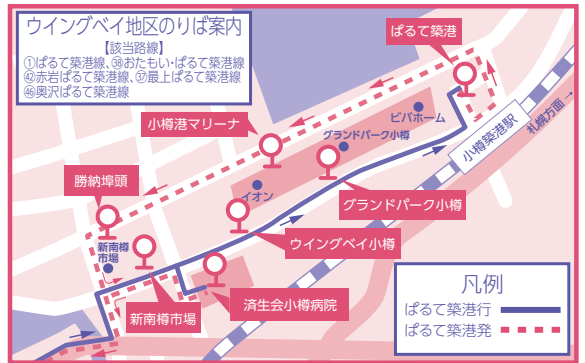 ウイングベイ地区のりば案内
【該当路線】
①ぱるて築港線、㊳おたもい・ぱるて築港線
㊷赤岩ぱるて築港線、㊲最上ぱるて築港線
㊻奥沢ぱるて築港線
ぱるて築港
小樽港マリーナ
ビバホーム
グランドパーク小樽
札幌方面→
小樽築港駅
勝納埠頭
イオン
グランドパーク小樽
新南樽
市場
ウイングベイ小樽
済生会小樽病院
新南樽市場
凡例
ぱるて築港行
ぱるて築港発